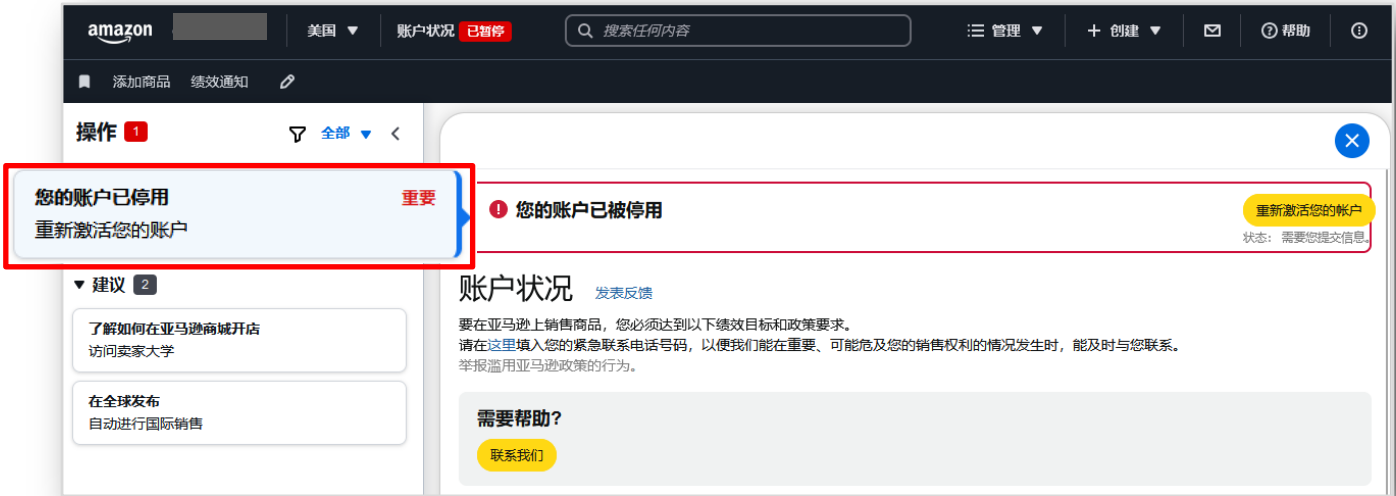 amazon 美国 ▼ 账户状况 已暂停 搜索任何内容 管理 ▼ + 创建 ▼ 帮助
添加商品 绩效通知
操作 1 全部 ▼
您的账户已停用 重要
重新激活您的账户
您的账户已被停用 重新激活您的帐户
状态： 需要您提交信息。
▼ 建议 2
了解如何在亚马逊商城开店
访问卖家大学
在全球发布
自动进行国际销售
账户状况 发表反馈
要在亚马逊上销售商品，您必须达到以下绩效目标和政策要求。
请在这里填入您的紧急联系电话号码，以便我们能在重要、可能危及您的销售权利的情况发生时，能及时与您联系。
举报滥用亚马逊政策的行为。
需要帮助?
联系我们